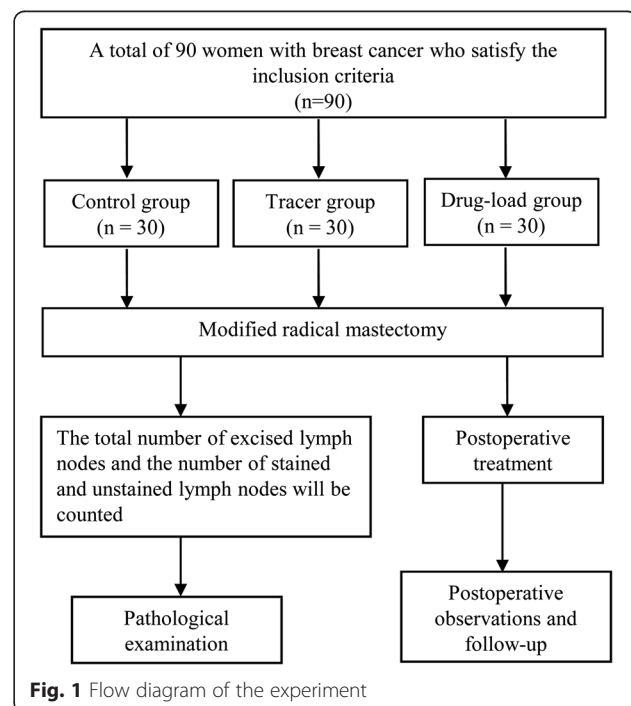 A total of 90 women with breast cancer who satisfy the
inclusion criteria
(n=90)
Control group
(n = 30)
Tracer group
(n = 30)
Drug-load group
(n = 30)
Modified radical mastectomy
The total number of excised lymph
nodes and the number of stained
and unstained lymph nodes will be
counted
Postoperative
treatment
Pathological
examination
Postoperative
observations and
follow-up
Fig. 1 Flow diagram of the experiment